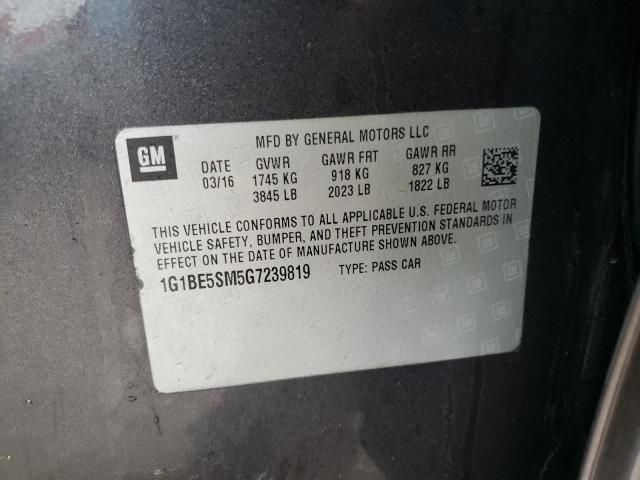 GM
MFD BY GENERAL MOTORS LLC
DATE GVWR GAWR FRT GAWR RR
03/16 1745 KG 918 KG 827 KG
3845 LB 2023 LB 1822 LB
THIS VEHICLE CONFORMS TO ALL APPLICABLE U.S. FEDERAL MOTOR
VEHICLE SAFETY, BUMPER, AND THEFT PREVENTION STANDARDS IN
EFFECT ON THE DATE OF MANUFACTURE SHOWN ABOVE.
1G1BE5SM5G7239819 TYPE: PASS CAR